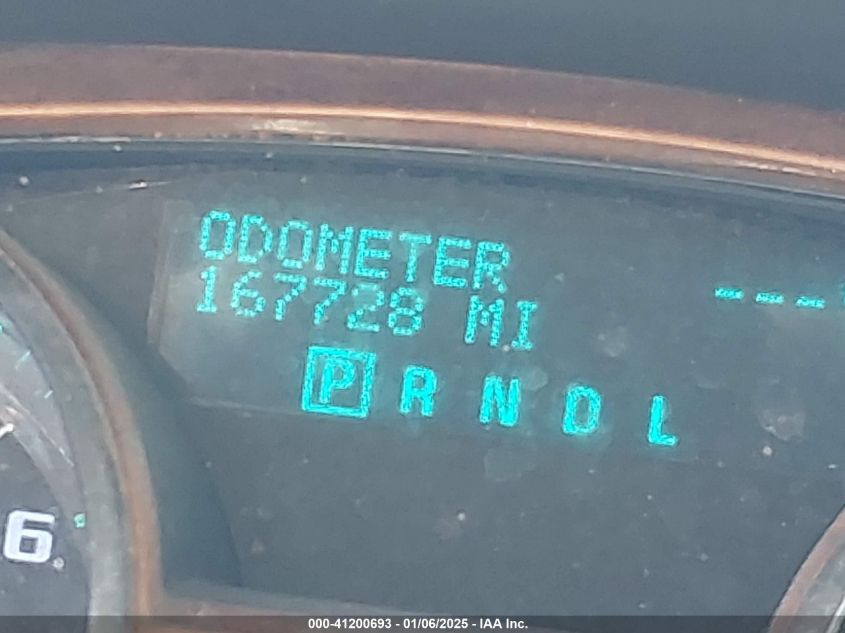 ODOMETER
167728 MI
----
P R N D L
6
000-41200693 - 01/06/2025 - IAA Inc.